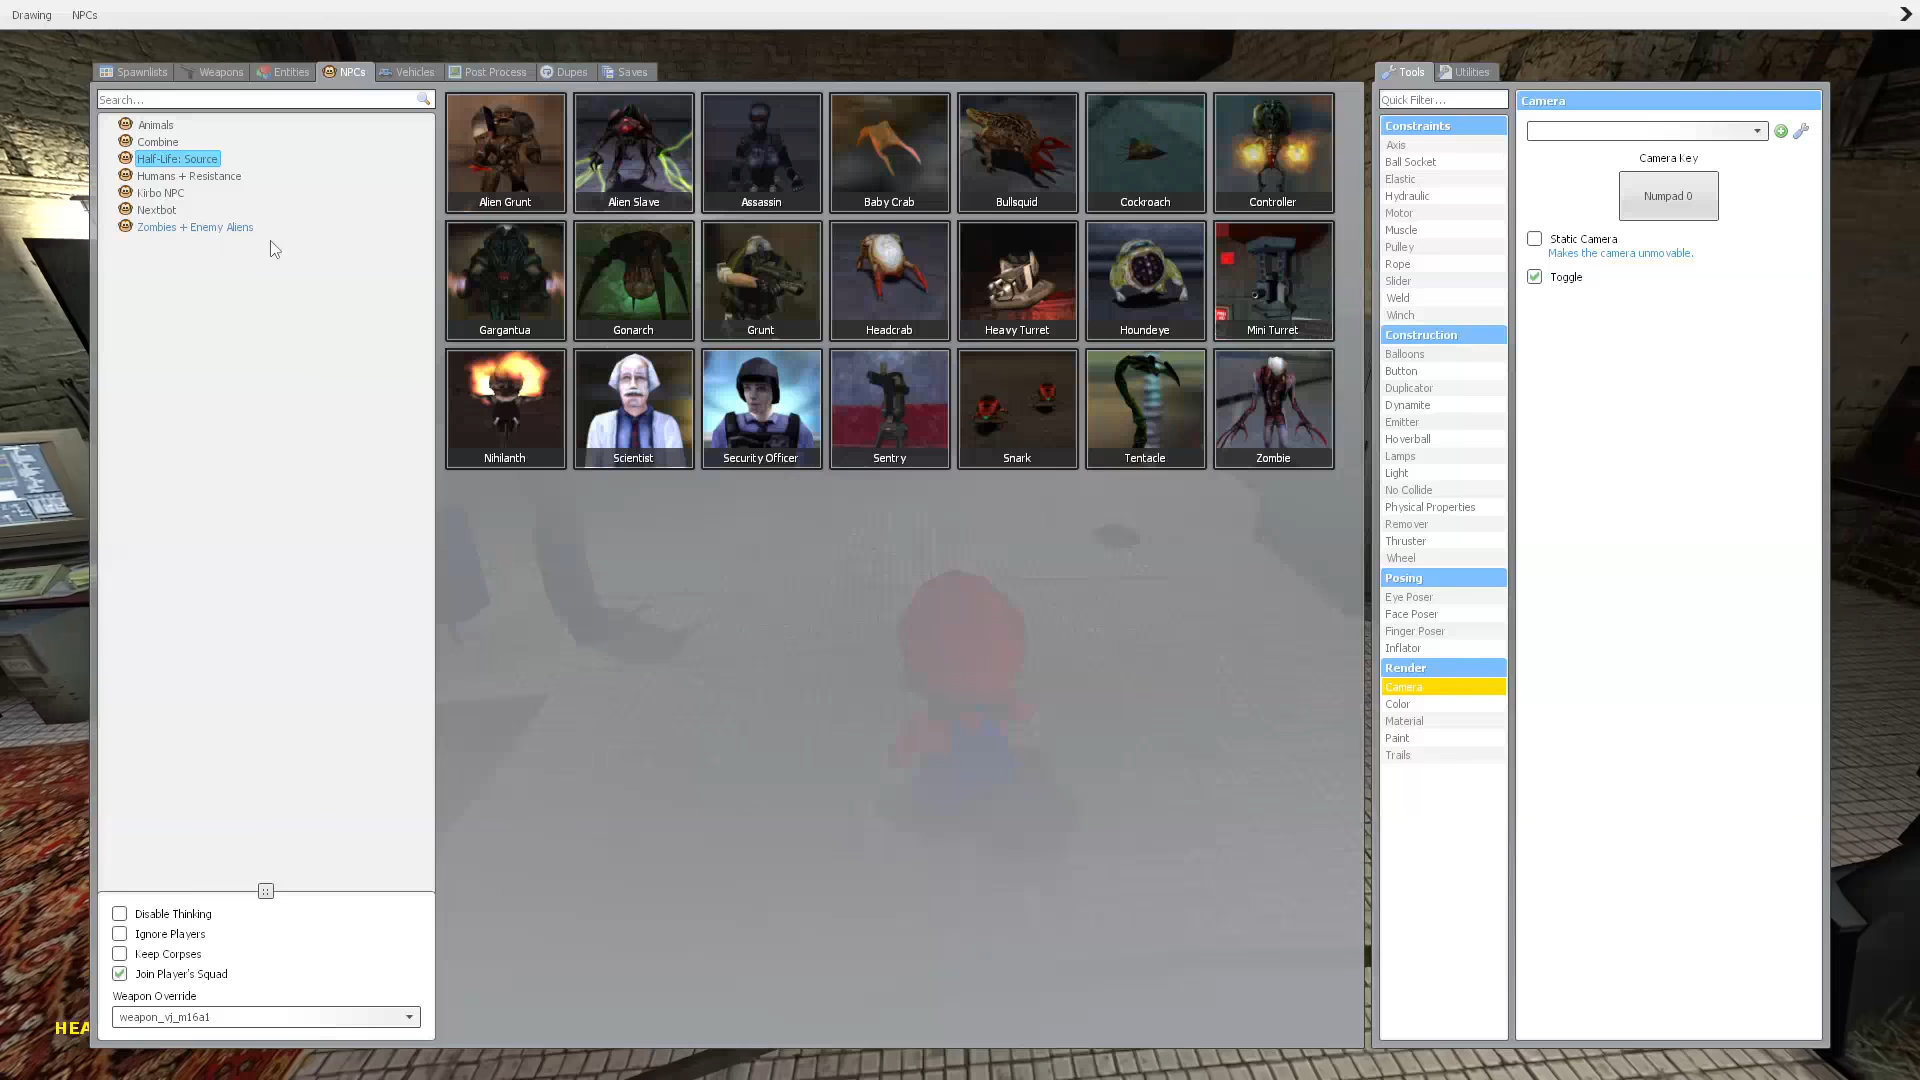 Drawing NPCs
Spawnlists Weapons Entities NPCs Vehicles Post Process Dupes Saves
Search...
Animals
Combine
Half-Life: Source
Humans + Resistance
Kirbo NPC
Nextbot
Zombies + Enemy Aliens
Alien Grunt Alien Slave Assassin Baby Crab Bullsquid Cockroach Controller
Gargantua Gonarch Grunt Headcrab Heavy Turret Houndeye Mini Turret
Nihilanth Scientist Security Officer Sentry Snark Tentacle Zombie
Disable Thinking
Ignore Players
Keep Corpses
Join Player's Squad
Weapon Override
weapon_vj_m16a1
HEA
Tools Utilities
Quick Filter...
Constraints
Axis
Ball Socket
Elastic
Hydraulic
Motor
Muscle
Pulley
Rope
Slider
Weld
Winch
Construction
Balloons
Button
Duplicator
Dynamite
Emitter
Hoverball
Lamps
Light
No Collide
Physical Properties
Remover
Thruster
Wheel
Posing
Eye Poser
Face Poser
Finger Poser
Inflator
Render
Camera
Color
Material
Paint
Trails
Camera
Camera Key
Numpad 0
Static Camera
Makes the camera unmovable.
Toggle